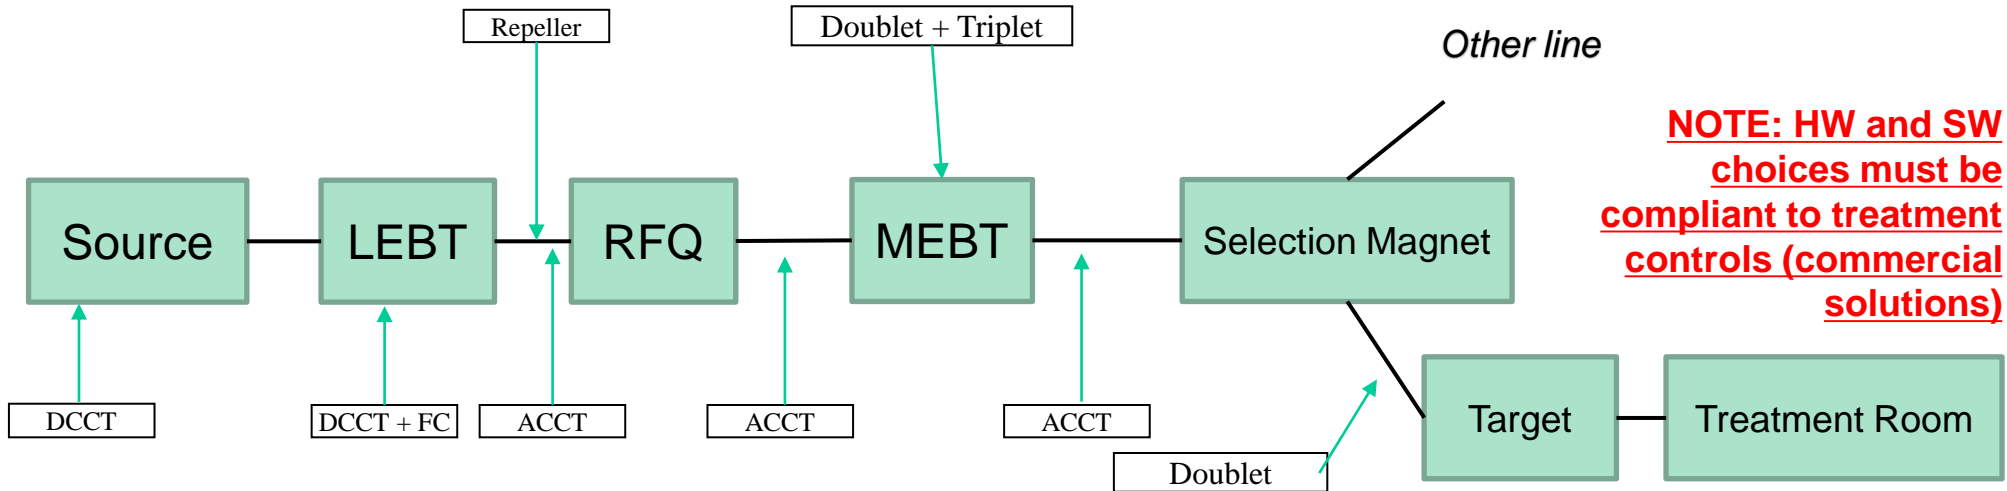 Repeller
Doublet + Triplet
Other line
NOTE: HW and SW
choices must be
compliant to treatment
controls (commercial
solutions)
Source
LEBT
RFQ
MEBT
Selection Magnet
DCCT
DCCT + FC
ACCT
ACCT
ACCT
Doublet
Target
Treatment Room